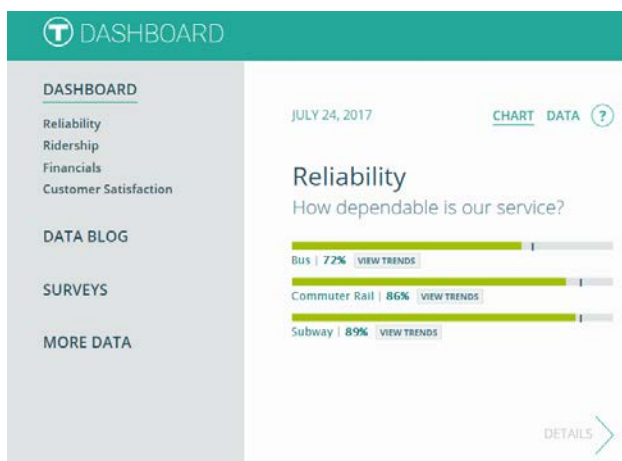 T DASHBOARD
DASHBOARD
Reliability
Ridership
Financials
Customer Satisfaction
DATA BLOG
SURVEYS
MORE DATA
JULY 24, 2017
CHART DATA ?
Reliability
How dependable is our service?
Bus | 72% VIEW TRENDS
Commuter Rail | 86% VIEW TRENDS
Subway | 89% VIEW TRENDS
DETAILS